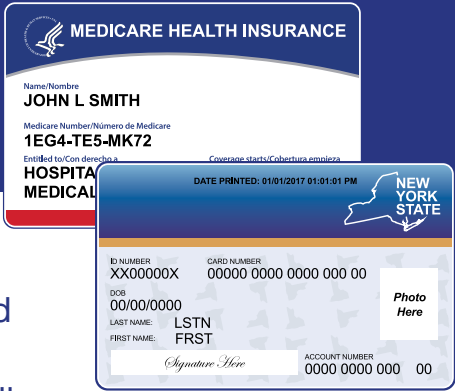 MEDICARE HEALTH INSURANCE
Name/Nombre
JOHN L SMITH
Medicare Number/Número de Medicare
1EG4-TE5-MK72
Entitled to/Con derecho a Coverage starts/Cobertura empieza
HOSPITA
MEDICAL
DATE PRINTED: 01/01/2017 01:01:01 PM
NEW
YORK
STATE
ID NUMBER CARD NUMBER
XX00000X 00000 0000 0000 000 00
DOB
00/00/0000
LAST NAME: LSTN
FIRST NAME: FRST
Photo
Here
Signature Here
ACCOUNT NUMBER
0000 0000 000 00